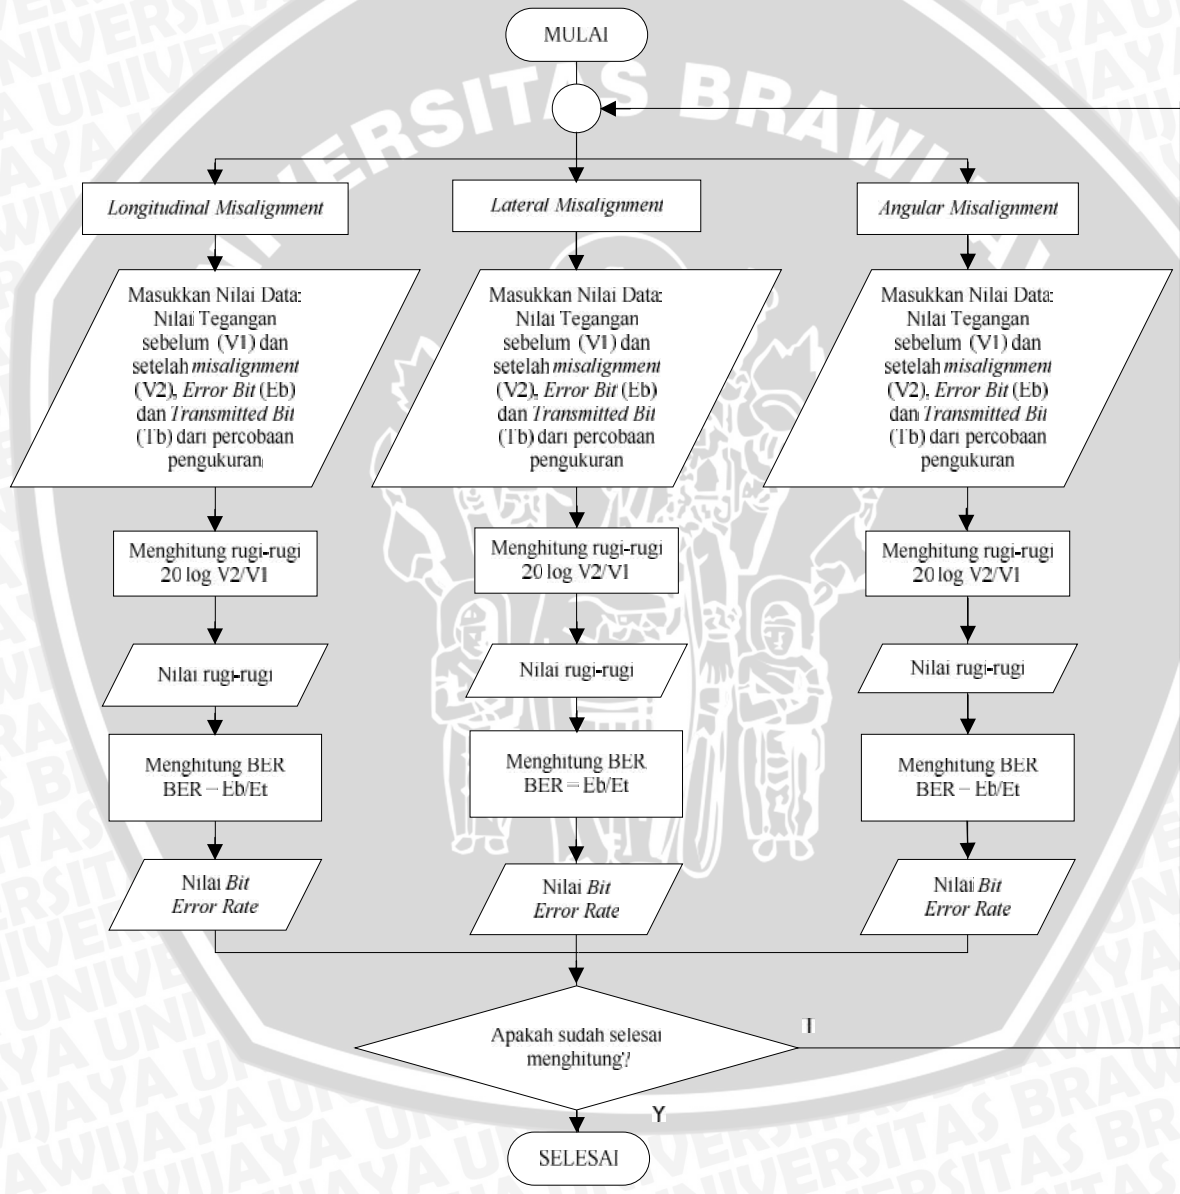 MULAI
Longitudinal Misalignment
Masukkan Nilai Data:
Nilai Tegangan
sebelum (V1) dan
setelah misalignment
(V2), Error Bit (Eb)
dan Transmitted Bit
(Tb) dari percobaan
pengukuran
Menghitung rugi-rugi
20 log V2/V1
Nilai rugi-rugi
Menghitung BER
BER = Eb/Et
Nilai Bit
Error Rate
Lateral Misalignment
Masukkan Nilai Data:
Nilai Tegangan
sebelum (V1) dan
setelah misalignment
(V2), Error Bit (Eb)
dan Transmitted Bit
(Tb) dari percobaan
pengukuran
Menghitung rugi-rugi
20 log V2/V1
Nilai rugi-rugi
Menghitung BER
BER = Eb/Et
Nilai Bit
Error Rate
Angular Misalignment
Masukkan Nilai Data:
Nilai Tegangan
sebelum (V1) dan
setelah misalignment
(V2), Error Bit (Eb)
dan Transmitted Bit
(Tb) dari percobaan
pengukuran
Menghitung rugi-rugi
20 log V2/V1
Nilai rugi-rugi
Menghitung BER
BER = Eb/Et
Nilai Bit
Error Rate
Apakah sudah selesai
menghitung?
T
Y
SELESAI
UNIVERSITAS BRAWIJAYA